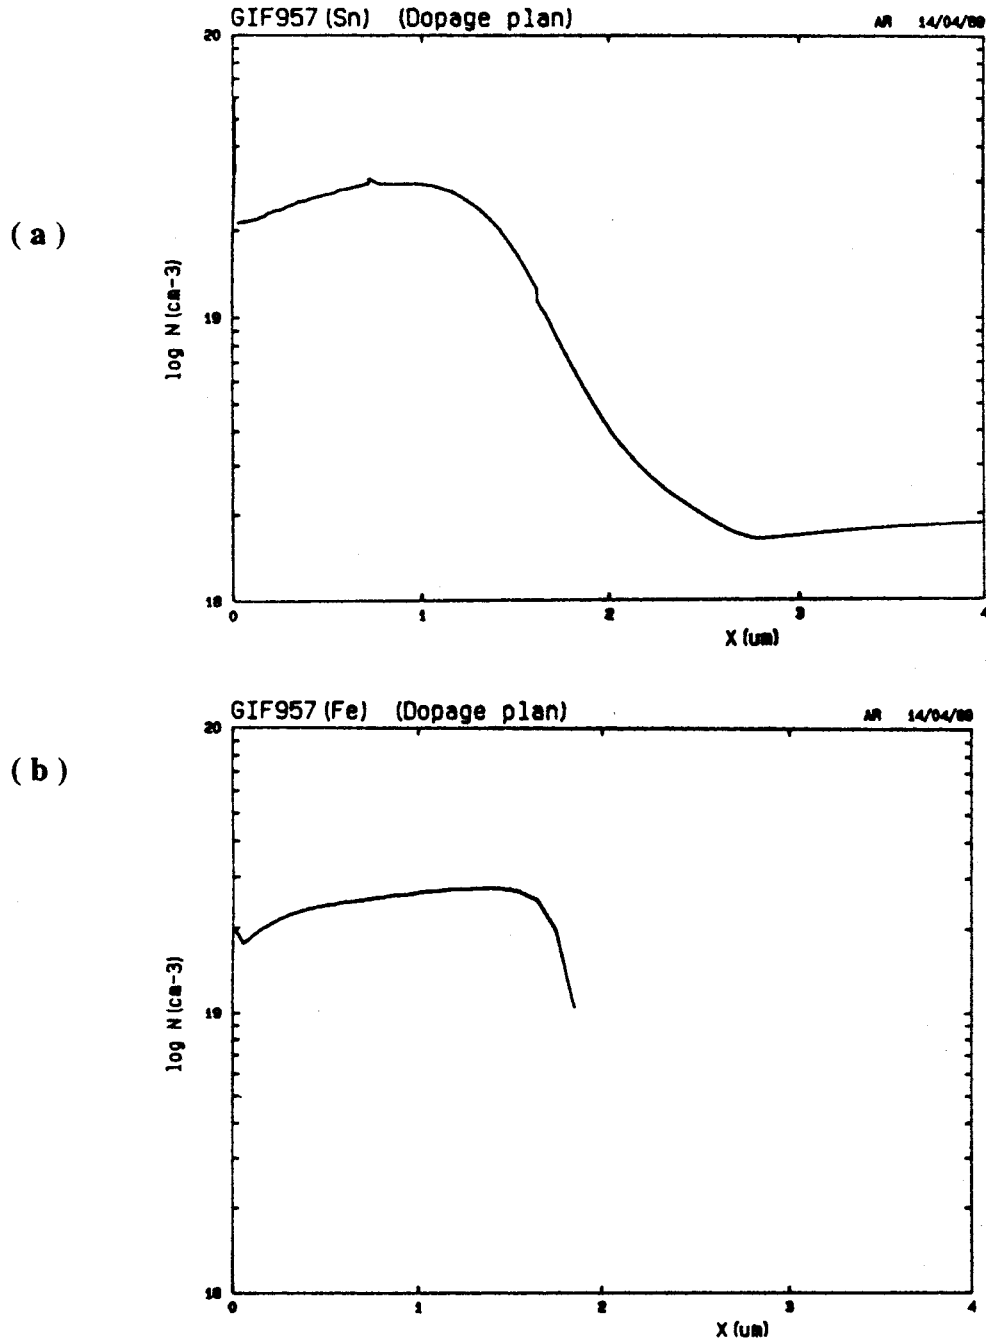 GIF957(Sn) (Dopage plan)
AR 14/04/89
20
(a)
log N(cm-3)
19
18
0 1 2 3 4
X(um)
GIF957(Fe) (Dopage plan)
AR 14/04/89
20
(b)
log N(cm-3)
19
18
0 1 2 3 4
X(um)